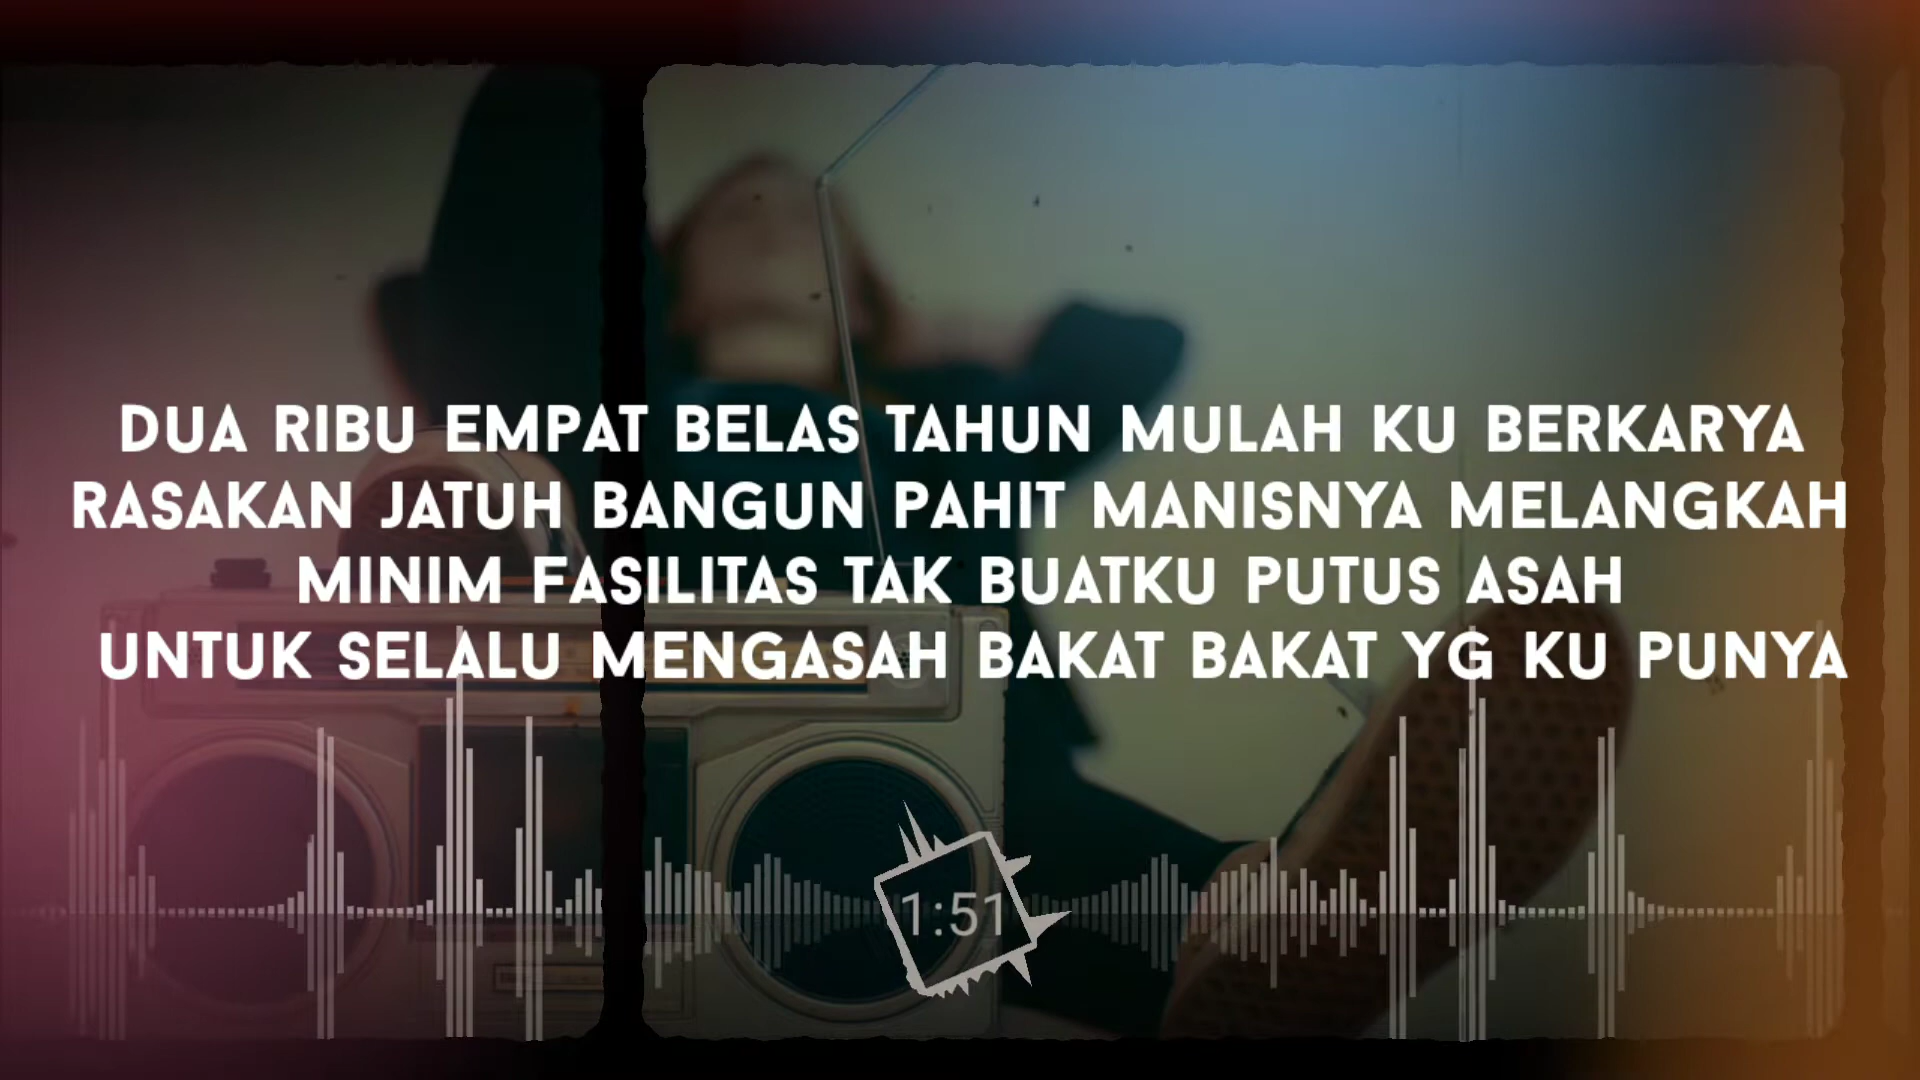 DUA RIBU EMPAT BELAS TAHUN MULAH KU BERKARYA
RASAKAN JATUH BANGUN PAHIT MANISNYA MELANGKAH
MINIM FASILITAS TAK BUATKU PUTUS ASAH
UNTUK SELALU MENGASAH BAKAT BAKAT YG KU PUNYA
1:51